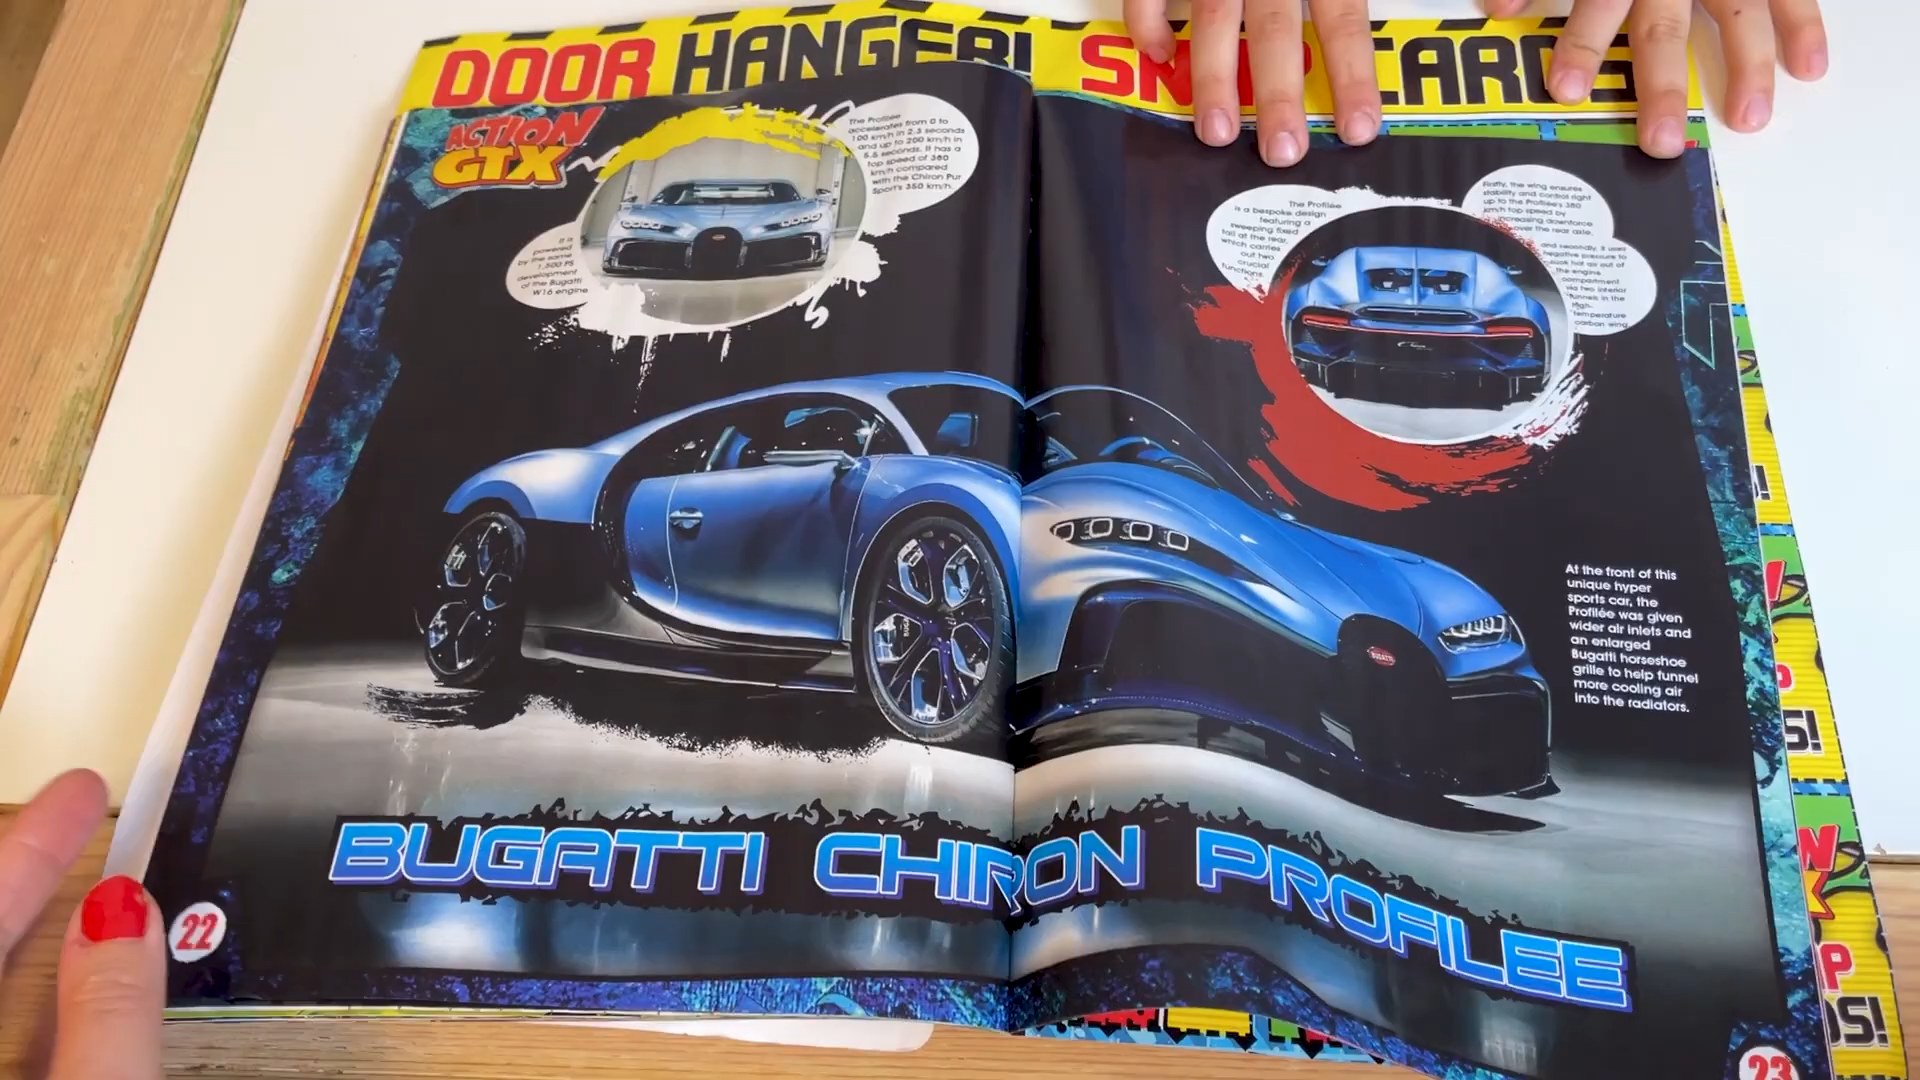 DOOR HANGER! SNAP CARDS!
ACTION
GTX
The Profilée
accelerates from 0 to
100 km/h in 2.3 seconds
and up to 200 km/h in
5.5 seconds. It has a
top speed of 380
km/h compared
with the Chiron Pur
Sport's 350 km/h.
It is
powered
by the same
1,500 PS
development
of the Bugatti
W16 engine
The Profilée
is a bespoke design
featuring a
sweeping fixed
tail at the rear,
which carries
out two
crucial
functions.
Firstly, the wing ensures
stability and control right
up to the Profilée's 380
km/h top speed by
increasing downforce
over the rear axle,
and secondly, it uses
negative pressure to
suck hot air out of
the engine
compartment
via two interior
funnels in the
high-
temperature
carbon wing
At the front of this
unique hyper
sports car, the
Profilée was given
wider air inlets and
an enlarged
Bugatti horseshoe
grille to help funnel
more cooling air
into the radiators.
BUGATTI
BUGATTI CHIRON PROFILEE
22
23